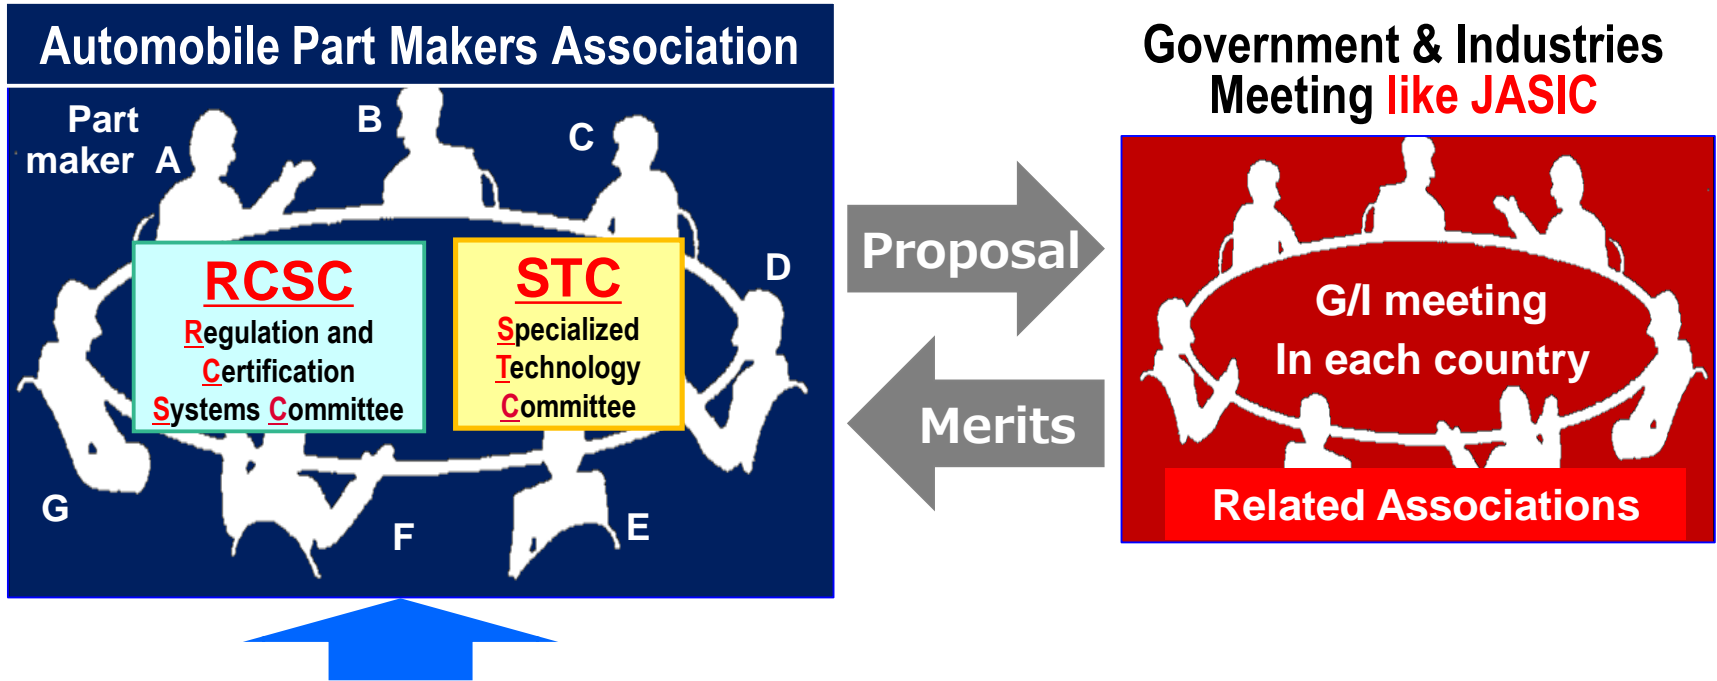 Automobile Part Makers Association
Part
maker A
B
C
D
E
F
G
RCSC
Regulation and
Certification
Systems Committee
STC
Specialized
Technology
Committee
Proposal
Merits
Government & Industries
Meeting like JASIC
G/I meeting
In each country
Related Associations